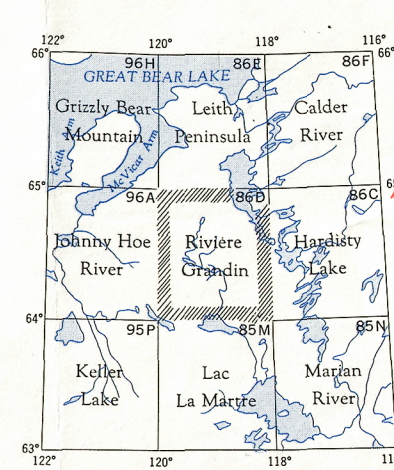 122° 120° 118° 116°
66° 96H 86E 86F 66°
GREAT BEAR LAKE
Grizzly Bear Leith Calder
Mountain Peninsula River
Keith Arm
McVicar Arm
65° 96A 86D 86C 65
Johnny Hoe Rivière Hardisty
River Grandin Lake
64° 95P 85M 85N
Keller Lac Marian
Lake La Martre River
63°
122° 120° 118° 11